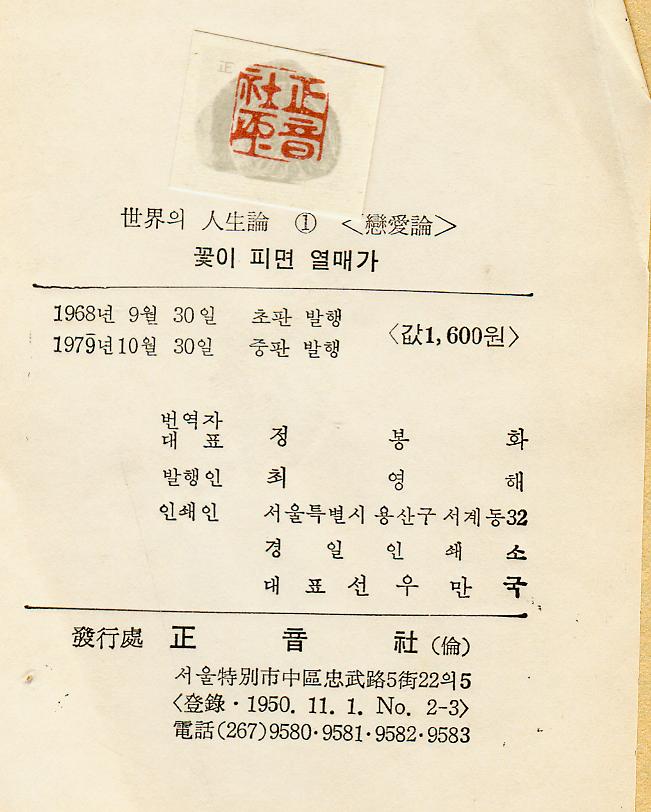 正音
社𤣩
世界의 人生論 ① <戀愛論>
꽃이 피면 열매가
1968년 9월 30일 초판 발행
1979년10월 30일 중판 발행
〈값1,600원〉
번역자
대 표 정 봉 화
발행인 최 영 해
인쇄인 서울특별시 용산구 서계동32
경 일 인 쇄 소
대 표 선 우 만 국
發行處 正 音 社 (倫)
서울特別市中區忠武路5街22의5
〈登錄·1950. 11. 1. No. 2-3〉
電話(267)9580·9581·9582·9583